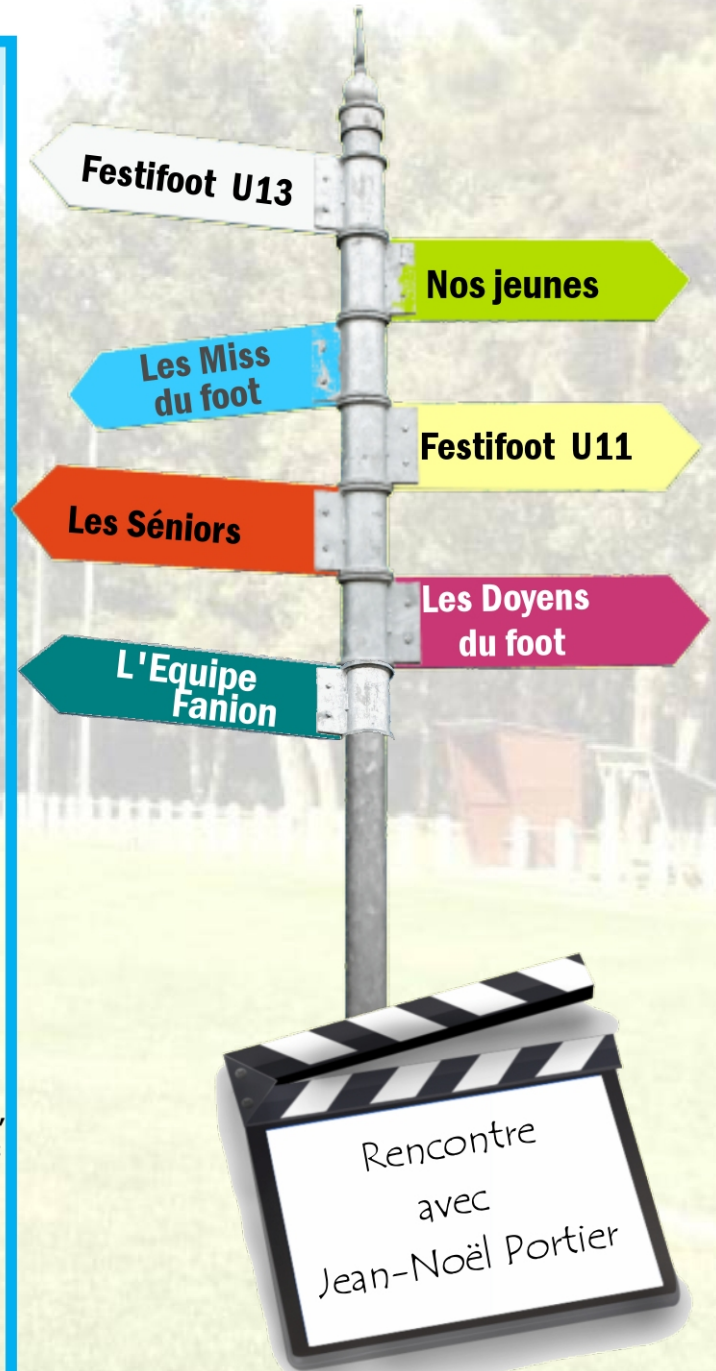 Festifoot U13
Nos jeunes
Les Miss
du foot
Festifoot U11
Les Séniors
Les Doyens
du foot
L'Equipe
Fanion
Rencontre
avec
Jean-Noël Portier